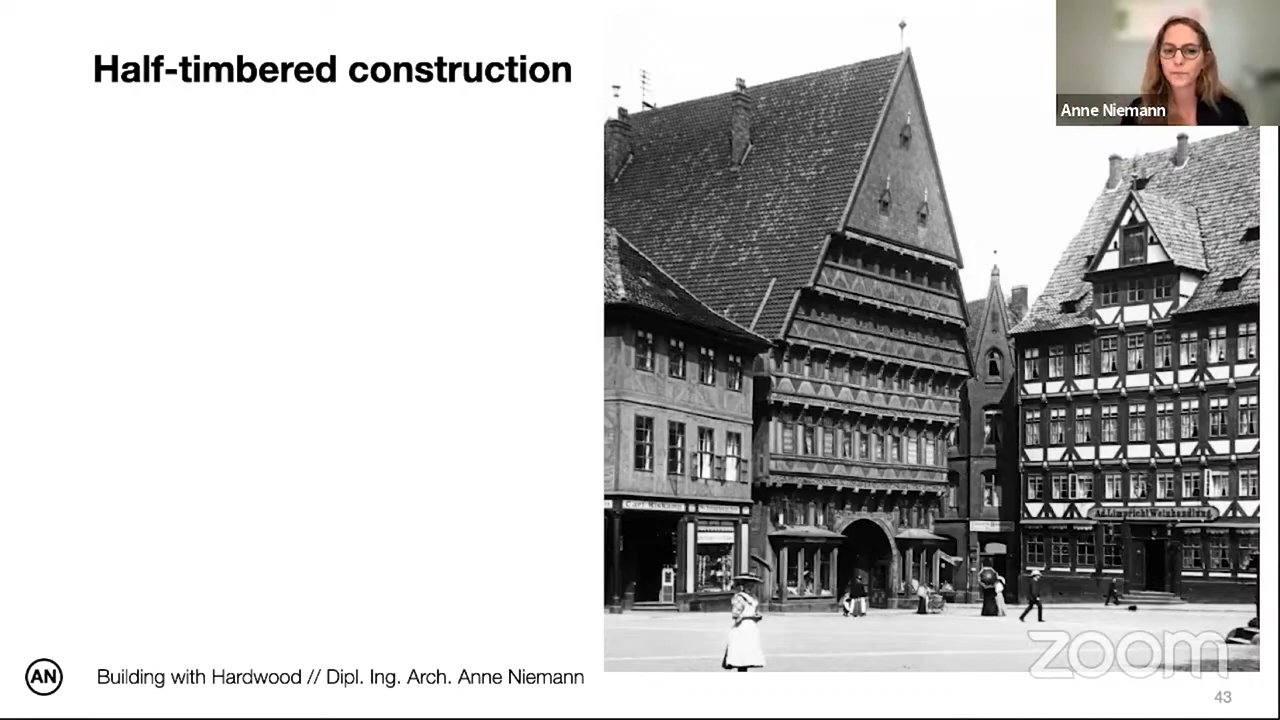 Half-timbered construction
Anne Niemann
AN
Building with Hardwood // Dipl. Ing. Arch. Anne Niemann
zoom
43